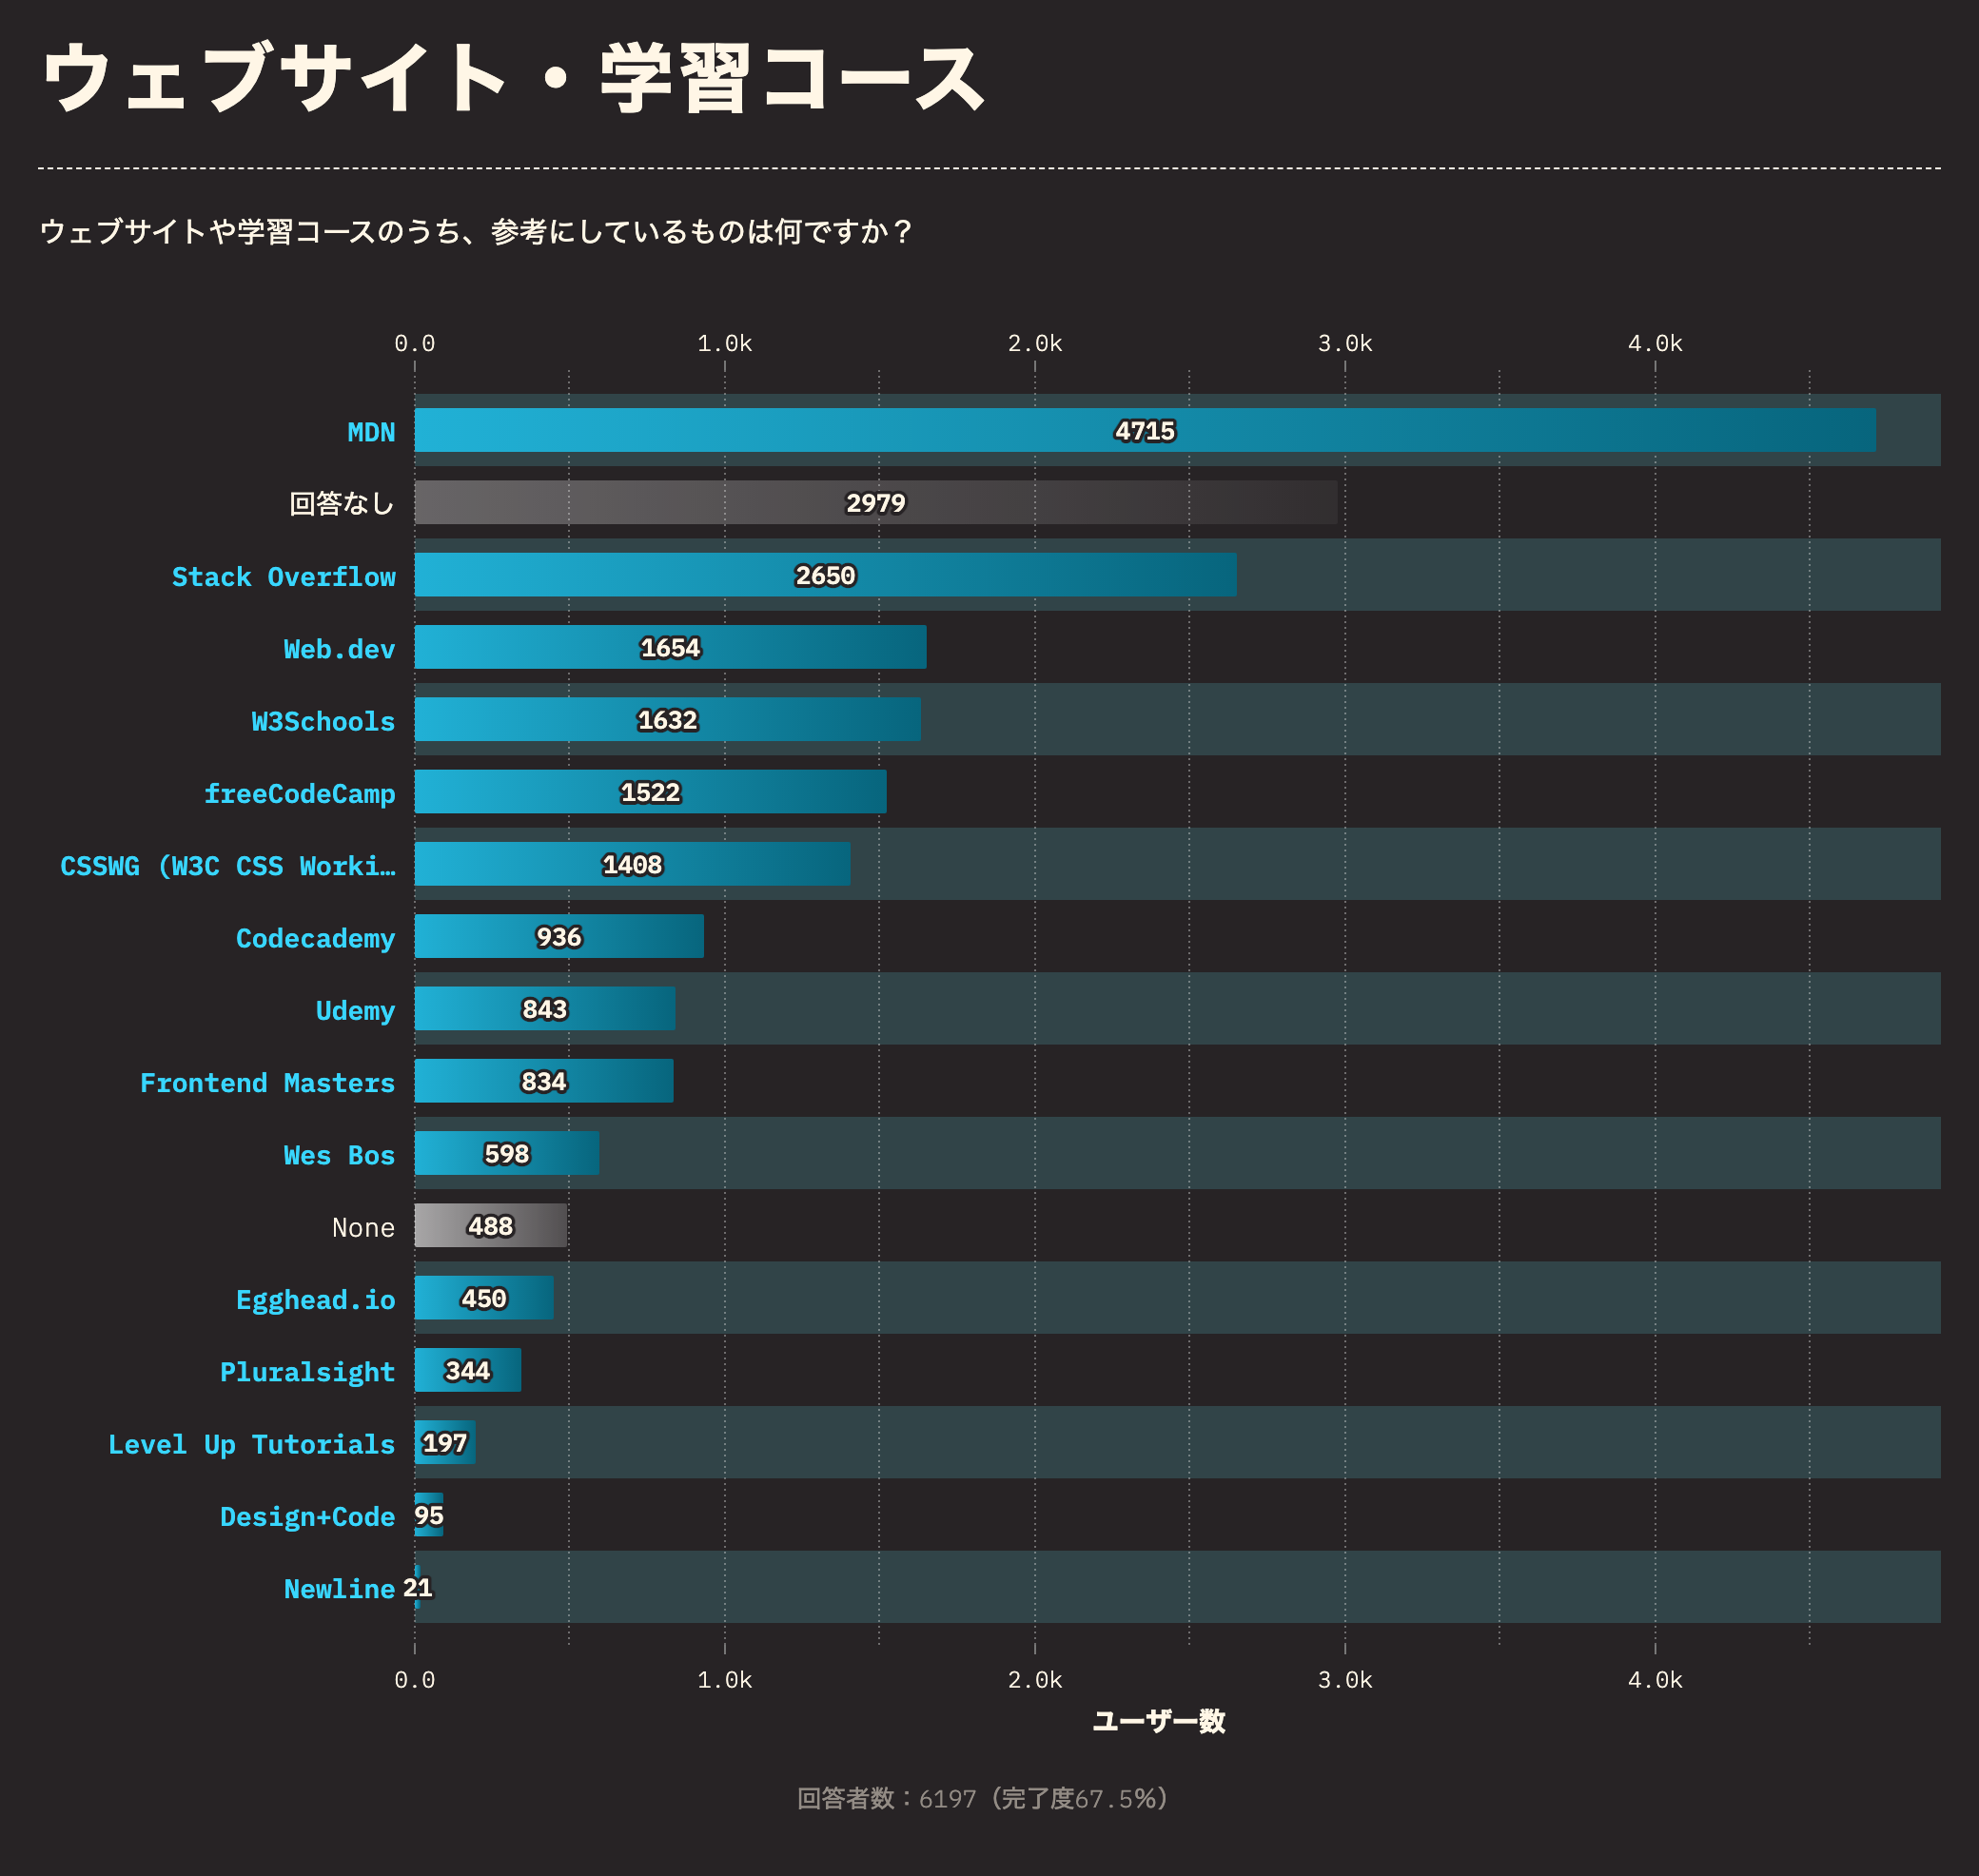 ウェブサイト・学習コース
ウェブサイトや学習コースのうち、参考にしているものは何ですか？
0.0 1.0k 2.0k 3.0k 4.0k
MDN 4715
回答なし 2979
Stack Overflow 2650
Web.dev 1654
W3Schools 1632
freeCodeCamp 1522
CSSWG (W3C CSS Worki… 1408
Codecademy 936
Udemy 843
Frontend Masters 834
Wes Bos 598
None 488
Egghead.io 450
Pluralsight 344
Level Up Tutorials 197
Design+Code 95
Newline 21
0.0 1.0k 2.0k 3.0k 4.0k
ユーザー数
回答者数：6197（完了度67.5%）